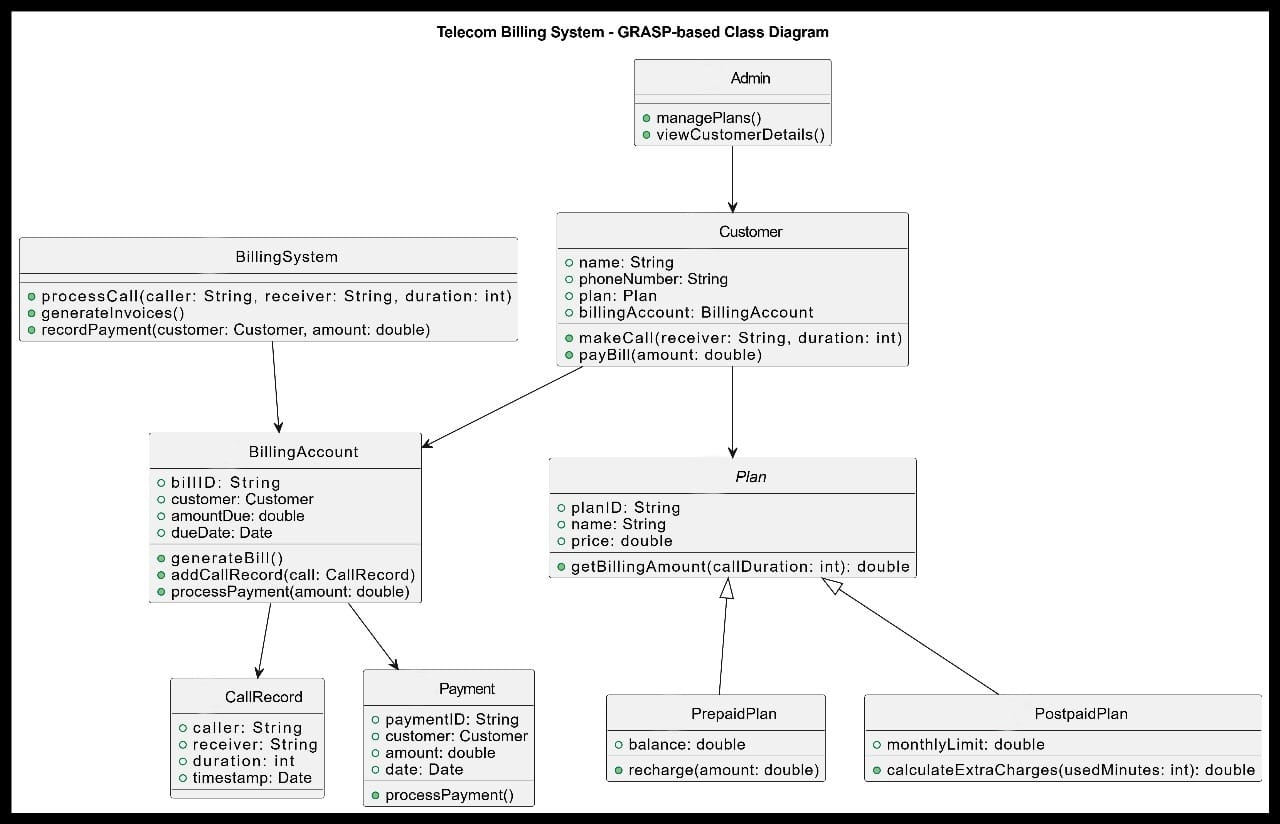 Telecom Billing System - GRASP-based Class Diagram
Admin
managePlans()
viewCustomerDetails()
BillingSystem
processCall(caller: String, receiver: String, duration: int)
generateInvoices()
recordPayment(customer: Customer, amount: double)
Customer
name: String
phoneNumber: String
plan: Plan
billingAccount: BillingAccount
makeCall(receiver: String, duration: int)
payBill(amount: double)
BillingAccount
billID: String
customer: Customer
amountDue: double
dueDate: Date
generateBill()
addCallRecord(call: CallRecord)
processPayment(amount: double)
Plan
planID: String
name: String
price: double
getBillingAmount(callDuration: int): double
CallRecord
caller: String
receiver: String
duration: int
timestamp: Date
Payment
paymentID: String
customer: Customer
amount: double
date: Date
processPayment()
PrepaidPlan
balance: double
recharge(amount: double)
PostpaidPlan
monthlyLimit: double
calculateExtraCharges(usedMinutes: int): double